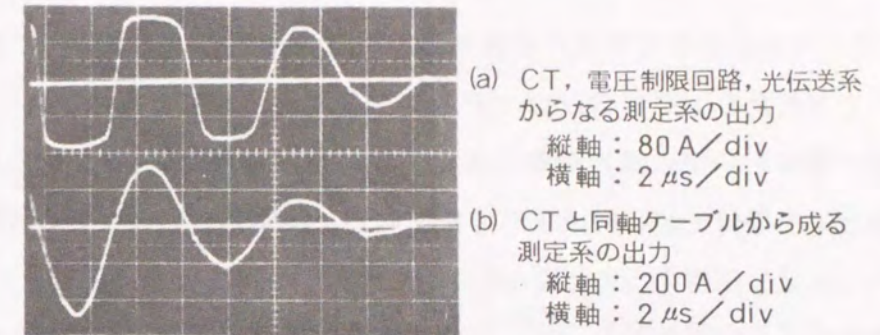 (a) CT，電圧制限回路，光伝送系
からなる測定系の出力
縦軸：80 A／div
横軸：2 μs／div
(b) CTと同軸ケーブルから成る
測定系の出力
縦軸：200 A／div
横軸：2 μs／div